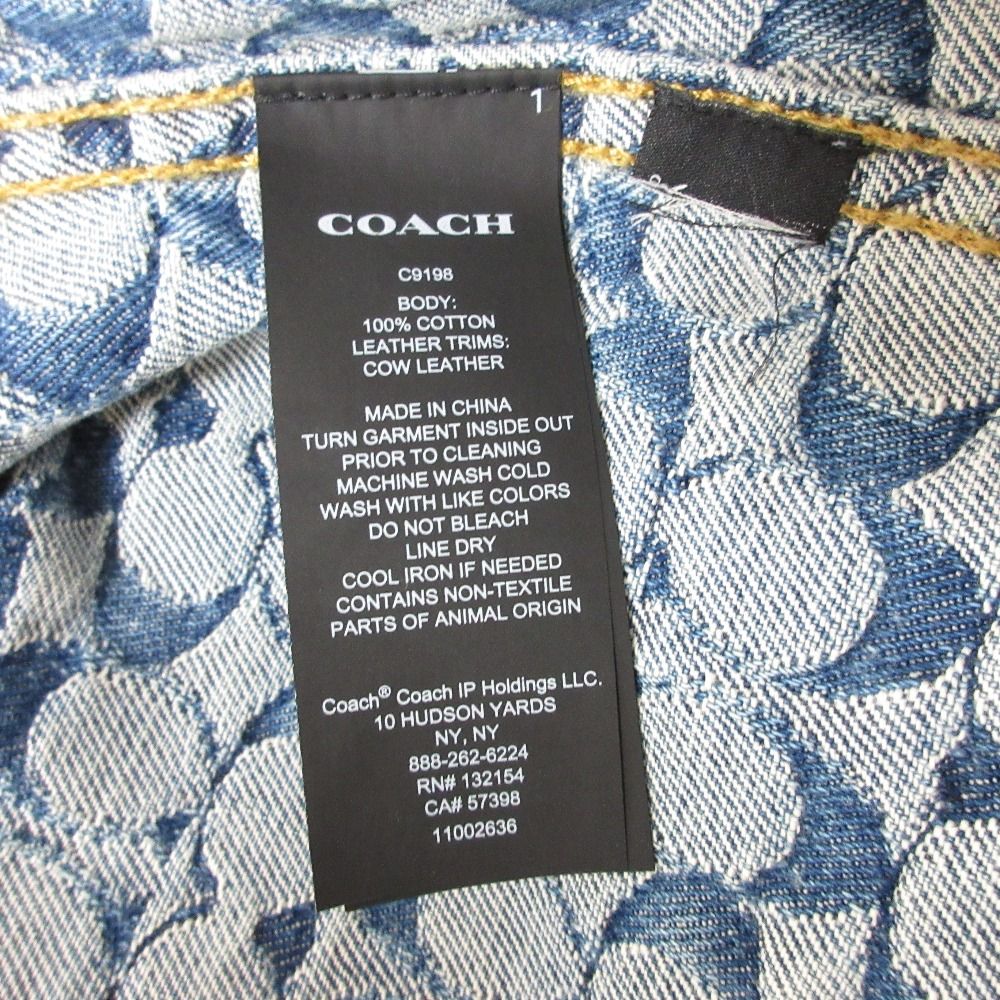 1
COACH
C9198
BODY:
100% COTTON
LEATHER TRIMS:
COW LEATHER
MADE IN CHINA
TURN GARMENT INSIDE OUT
PRIOR TO CLEANING
MACHINE WASH COLD
WASH WITH LIKE COLORS
DO NOT BLEACH
LINE DRY
COOL IRON IF NEEDED
CONTAINS NON-TEXTILE
PARTS OF ANIMAL ORIGIN
Coach® Coach IP Holdings LLC.
10 HUDSON YARDS
NY, NY
888-262-6224
RN# 132154
CA# 57398
11002636